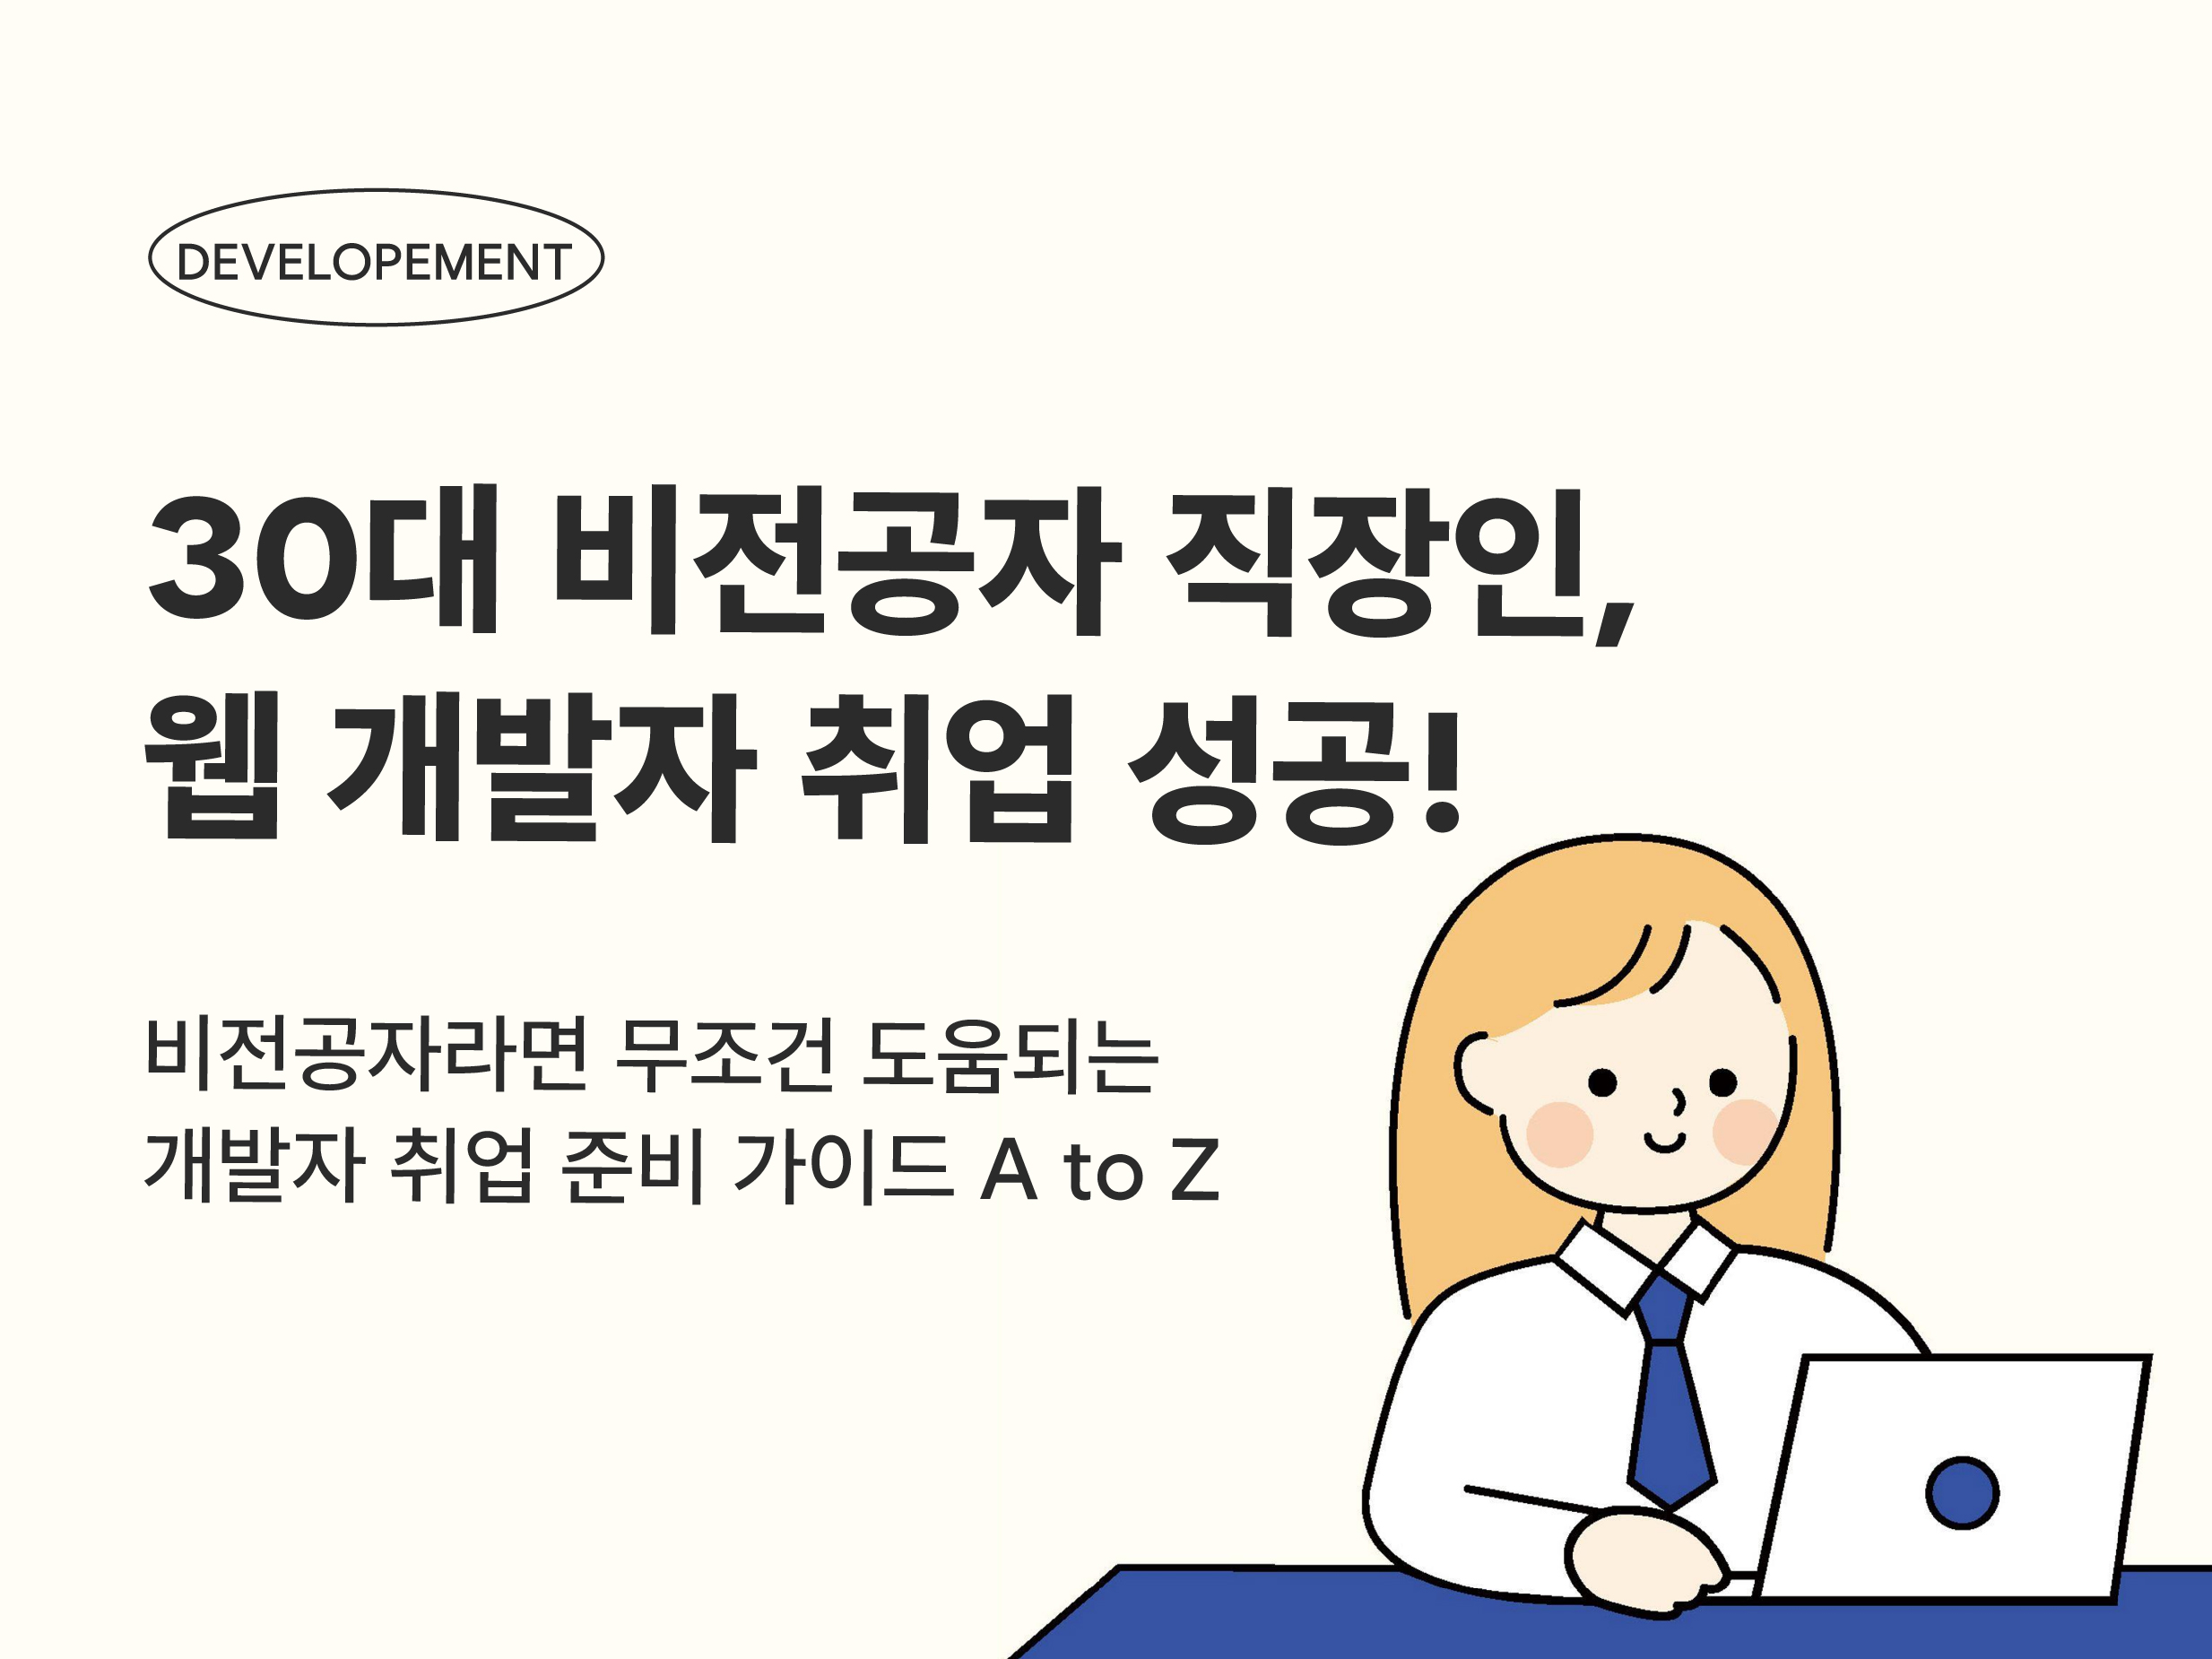 DEVELOPEMENT
30대 비전공자 직장인,
웹 개발자 취업 성공!
비전공자라면 무조건 도움되는
개발자 취업 준비 가이드 A to Z